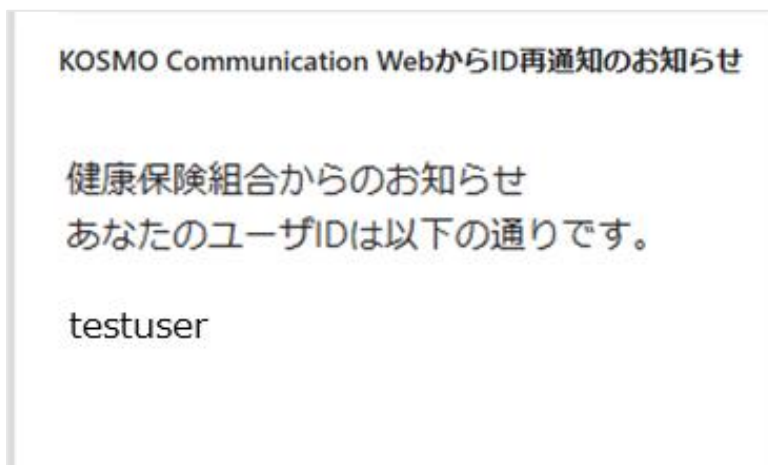 KOSMO Communication WebからID再通知のお知らせ
健康保険組合からのお知らせ
あなたのユーザIDは以下の通りです。
testuser